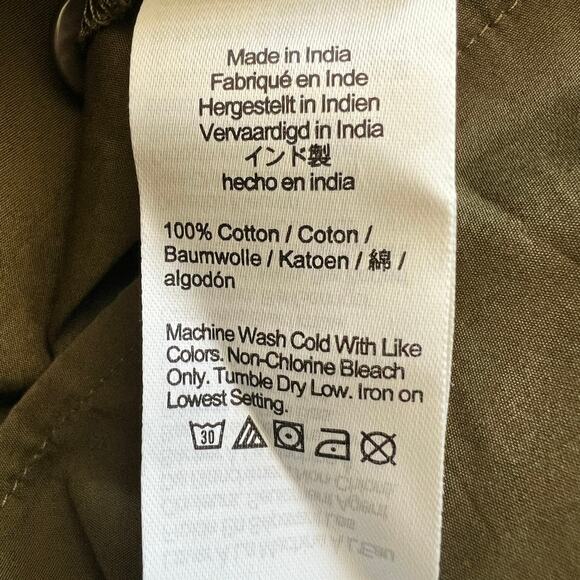 Made in India
Fabriqué en Inde
Hergestellt in Indien
Vervaardigd in India
インド製
hecho en india
100% Cotton / Coton /
Baumwolle / Katoen / 綿 /
algodón
Machine Wash Cold With Like
Colors. Non-Chlorine Bleach
Only. Tumble Dry Low. Iron on
Lowest Setting.
30